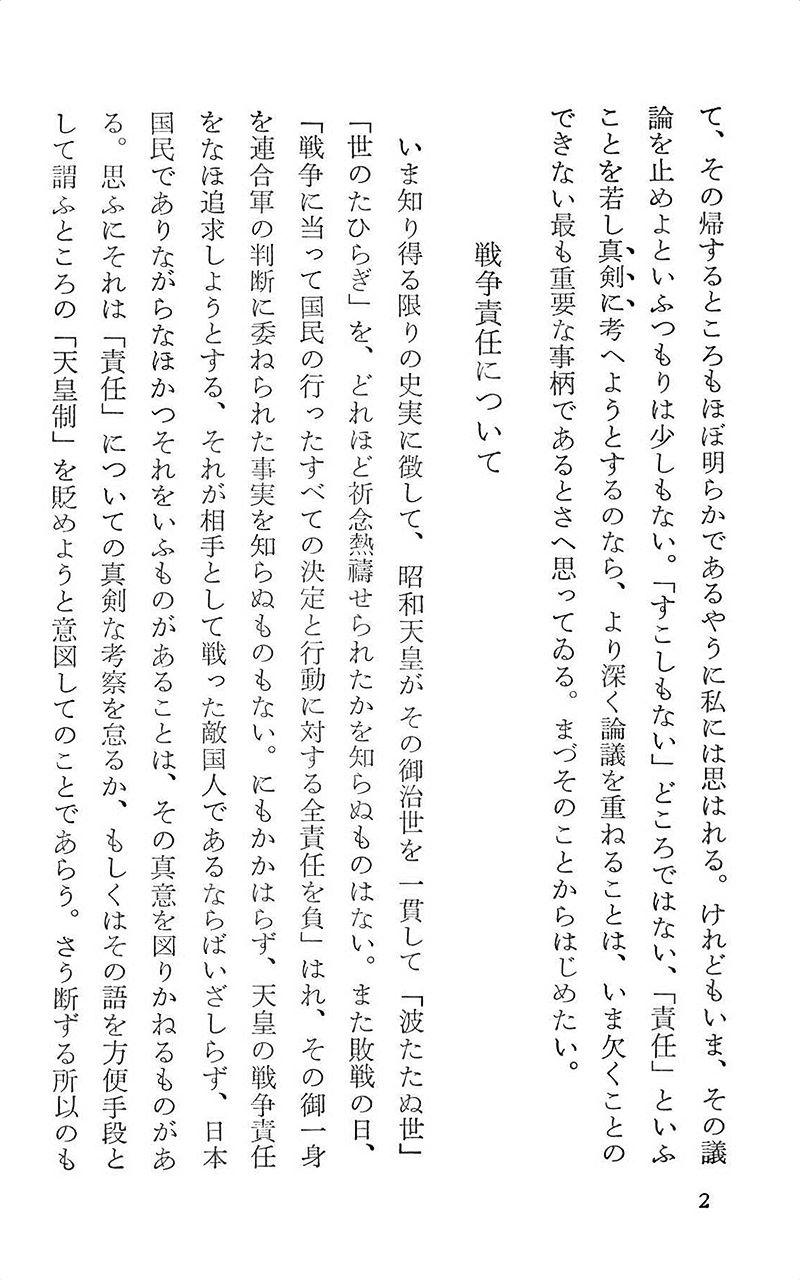 て、その帰するところもほぼ明らかであるやうに私には思はれる。けれどもいま、その議
論を止めよといふつもりは少しもない。「すこしもない」どころではない、「責任」といふ
ことを若し真剣に考へようとするのなら、より深く論議を重ねることは、いま欠くことの
できない最も重要な事柄であるとさへ思ってゐる。まづそのことからはじめたい。
戦争責任について
いま知り得る限りの史実に徴して、昭和天皇がその御治世を一貫して「波たたぬ世」
「世のたひらぎ」を、どれほど祈念熱禱せられたかを知らぬものはない。また敗戦の日、
「戦争に当って国民の行ったすべての決定と行動に対する全責任を負」はれ、その御一身
を連合軍の判断に委ねられた事実を知らぬものもない。にもかかはらず、天皇の戦争責任
をなほ追求しようとする、それが相手として戦った敵国人であるならばいざしらず、日本
国民でありながらなほかつそれをいふものがあることは、その真意を図りかねるものがあ
る。思ふにそれは「責任」についての真剣な考察を怠るか、もしくはその語を方便手段と
して謂ふところの「天皇制」を貶めようと意図してのことであらう。さう断ずる所以のも
2